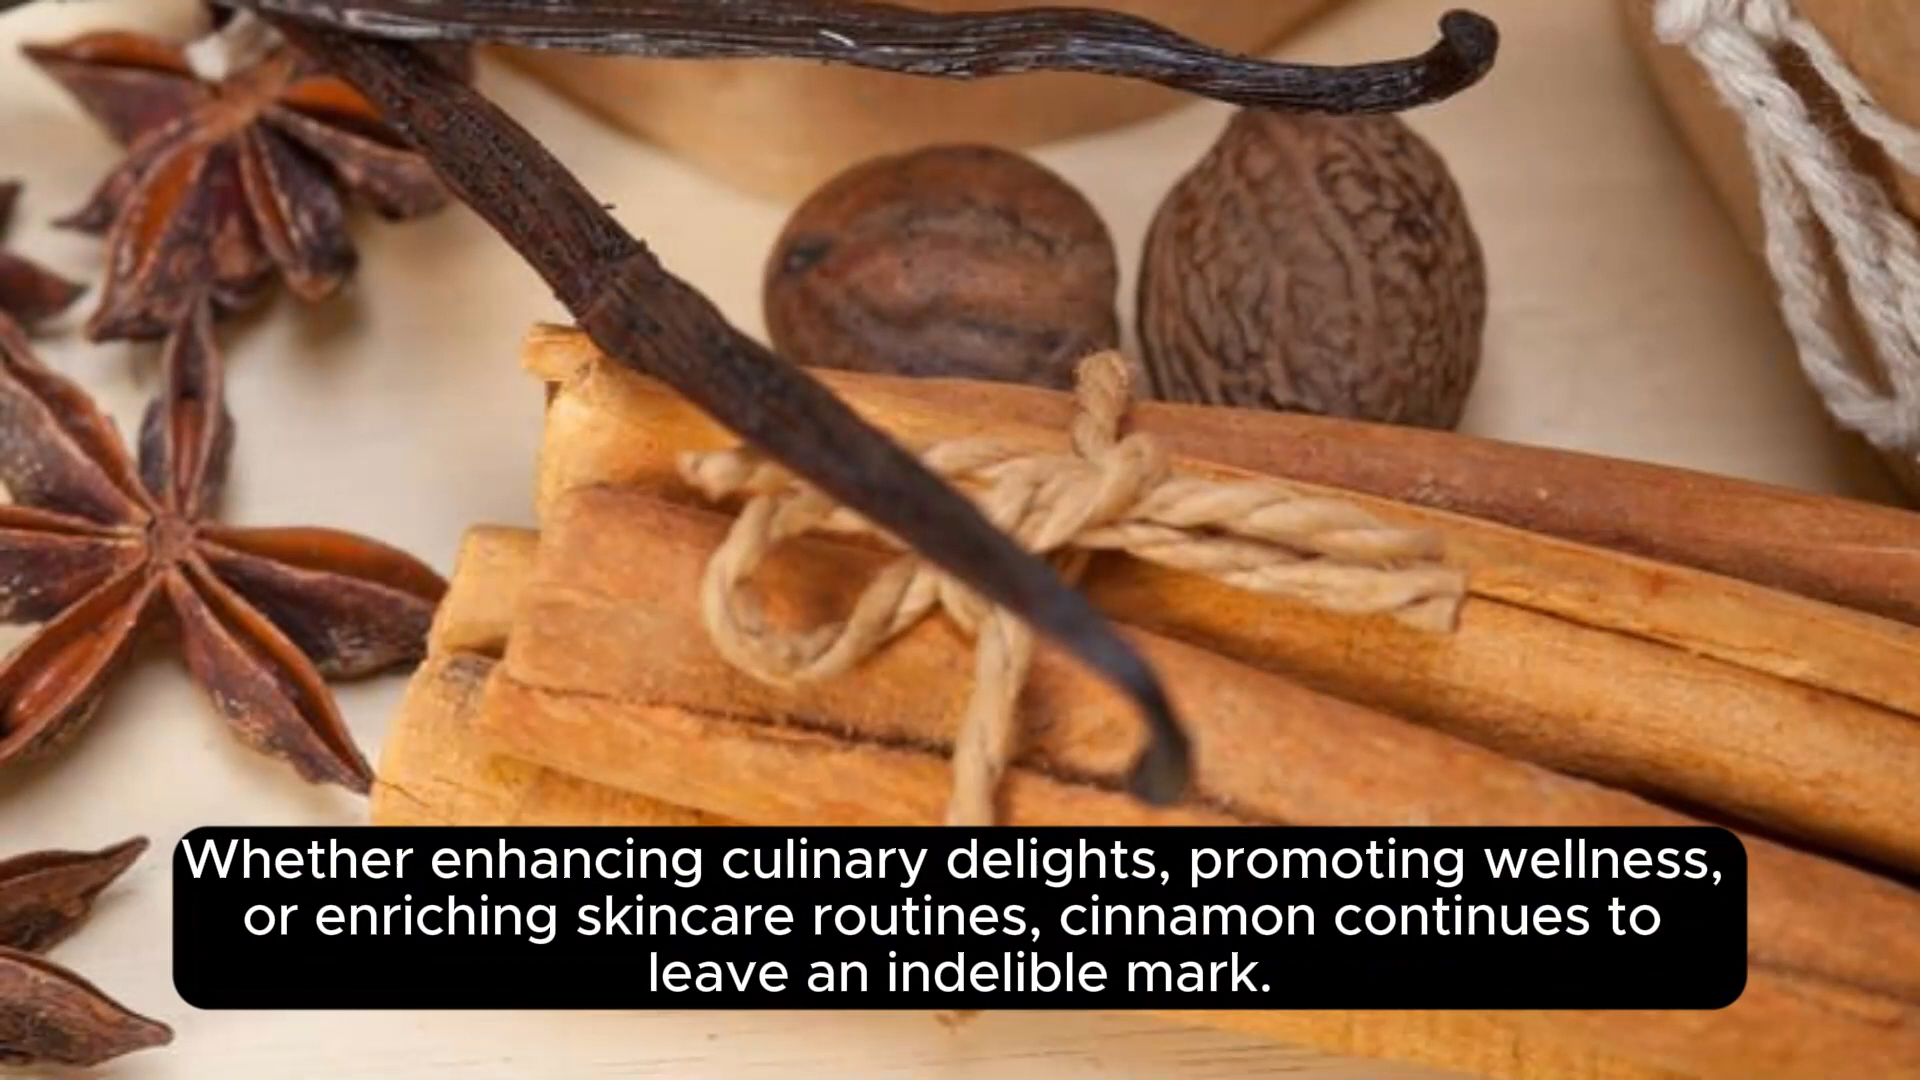 Whether enhancing culinary delights, promoting wellness,
or enriching skincare routines, cinnamon continues to
leave an indelible mark.